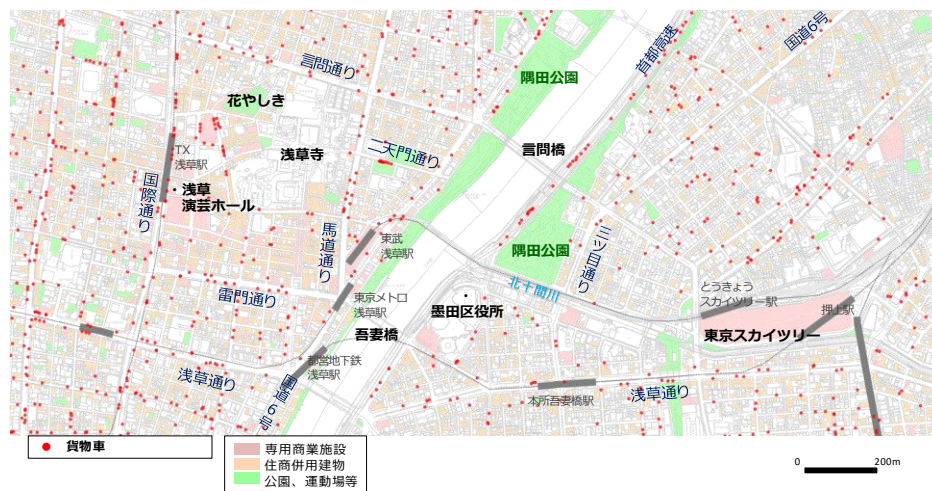 国道6号
首都高速
言問通り
隅田公園
花やしき
言問橋
二天門通り
浅草寺
TX
浅草駅
・浅草
演芸ホール
国際通り
馬道通り
東武
浅草駅
隅田公園
三ツ目通り
北十間川
とうきょう
スカイツリー駅
押上駅
東京メトロ
浅草駅
雷門通り
墨田区役所
吾妻橋
東京スカイツリー
都営地下鉄
浅草駅
浅草通り
国道6号
本所吾妻橋駅
浅草通り
貨物車
専用商業施設
住商併用建物
公園、運動場等
0 200m